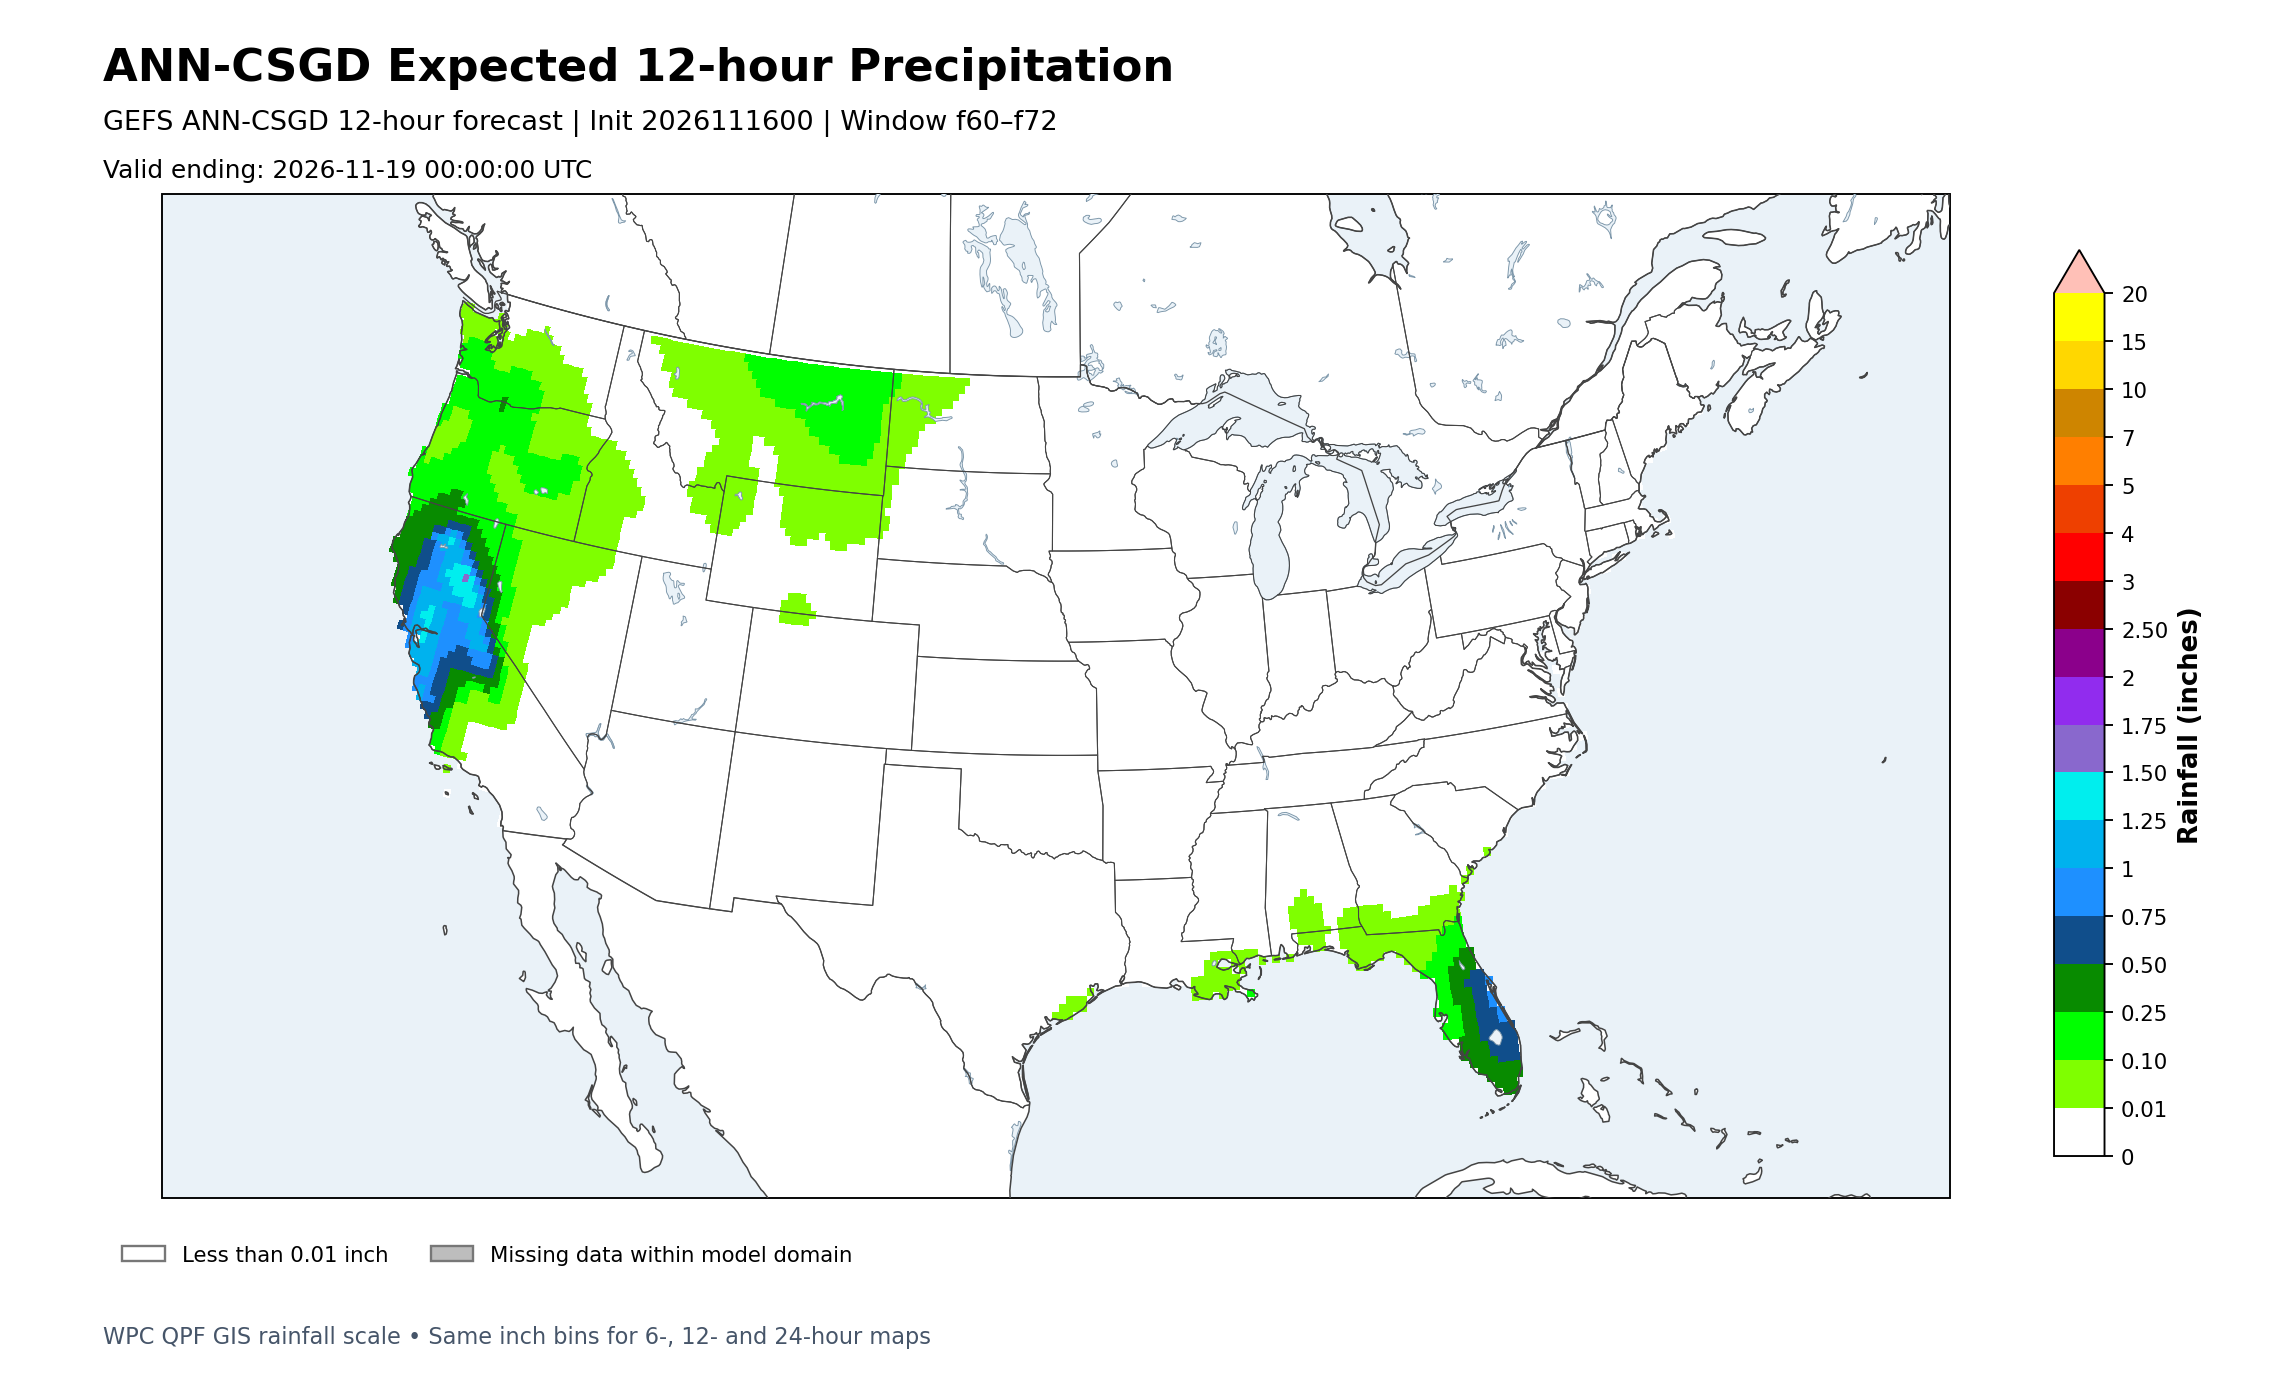 ANN-CSGD Expected 12-hour Precipitation
GEFS ANN-CSGD 12-hour forecast | Init 2026111600 | Window f60–f72
Valid ending: 2026-11-19 00:00:00 UTC
20
15
10
7
5
4
3
2.50
2
1.75
1.50
1.25
1
0.75
0.50
0.25
0.10
0.01
0
Rainfall (inches)
Less than 0.01 inch
Missing data within model domain
WPC QPF GIS rainfall scale • Same inch bins for 6-, 12- and 24-hour maps